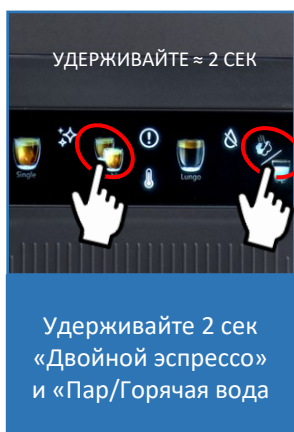 УДЕРЖИВАЙТЕ ≈ 2 СЕК
Single
Lungo
Удерживайте 2 сек
«Двойной эспрессо»
и «Пар/Горячая вода